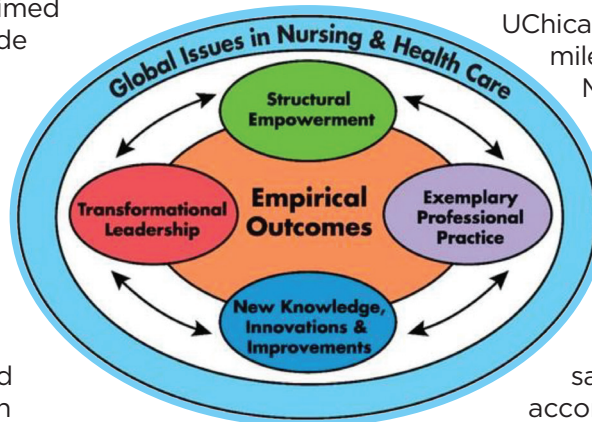 imed
de
UChica
mile
N
Global Issues in Nursing & Health Care
Structural
Empowerment
Transformational
Leadership
Empirical
Outcomes
Exemplary
Professional
Practice
New Knowledge,
Innovations &
Improvements
d
n
sa
acco